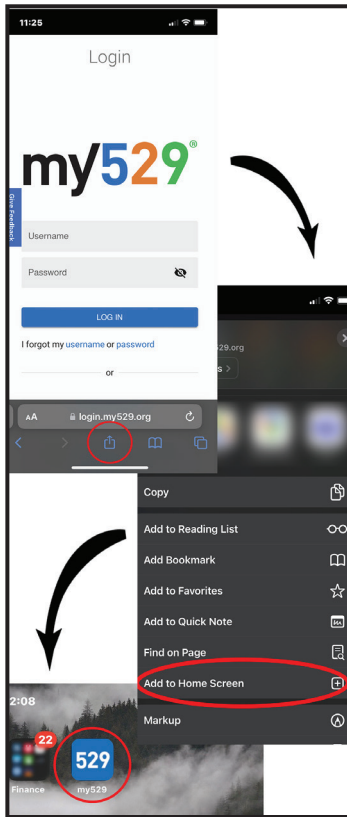 11:25
Login
my529®
Give Feedback
Username
Password
LOG IN
I forgot my username or password
or
AA login.my529.org
29.org
s >
Copy
Add to Reading List
Add Bookmark
Add to Favorites
Add to Quick Note
Find on Page
Add to Home Screen
Markup
2:08
22
529
Finance
my529